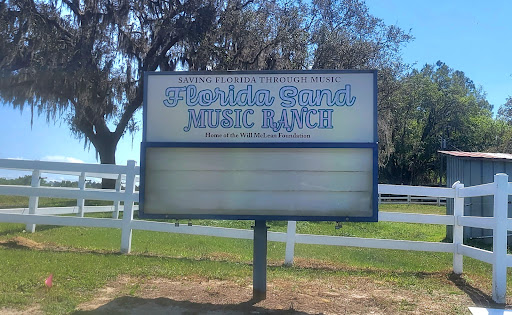 SAVING FLORIDA THROUGH MUSIC
Florida Sand
MUSIC RANCH
Home of the Will McLean Foundation